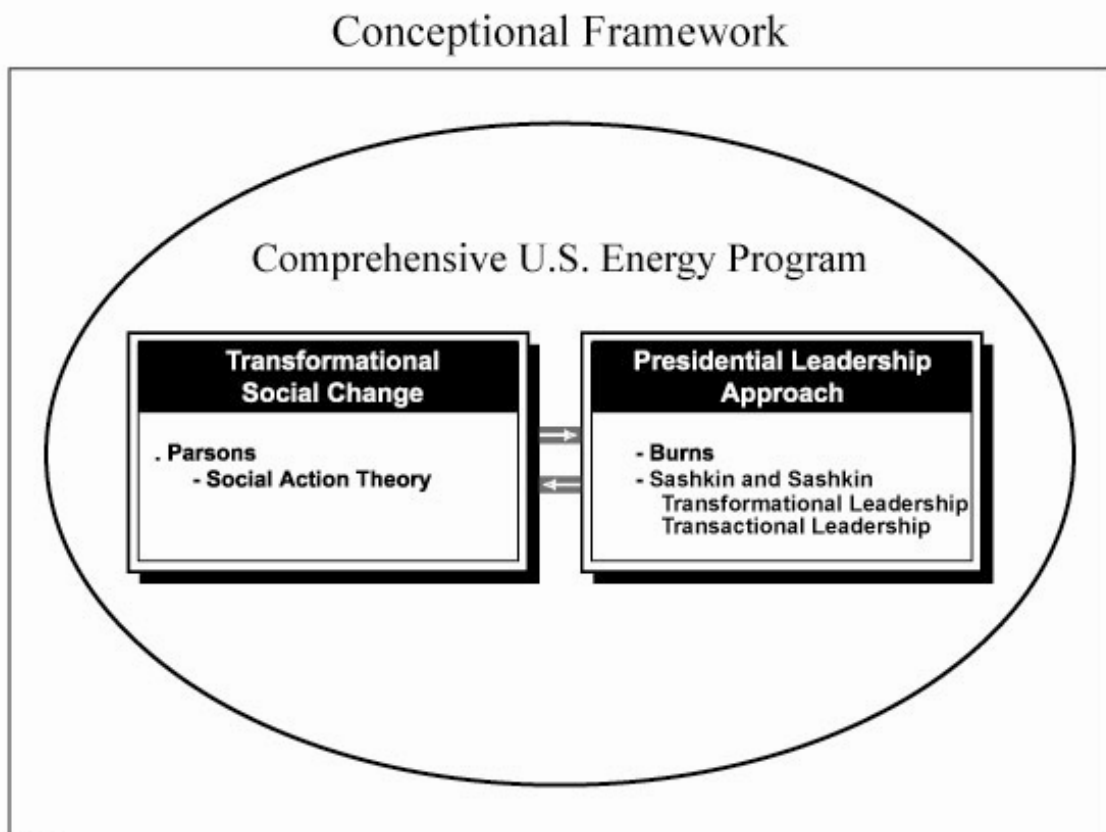 Conceptional Framework
Comprehensive U.S. Energy Program
Transformational
Social Change
. Parsons
- Social Action Theory
Presidential Leadership
Approach
- Burns
- Sashkin and Sashkin
Transformational Leadership
Transactional Leadership